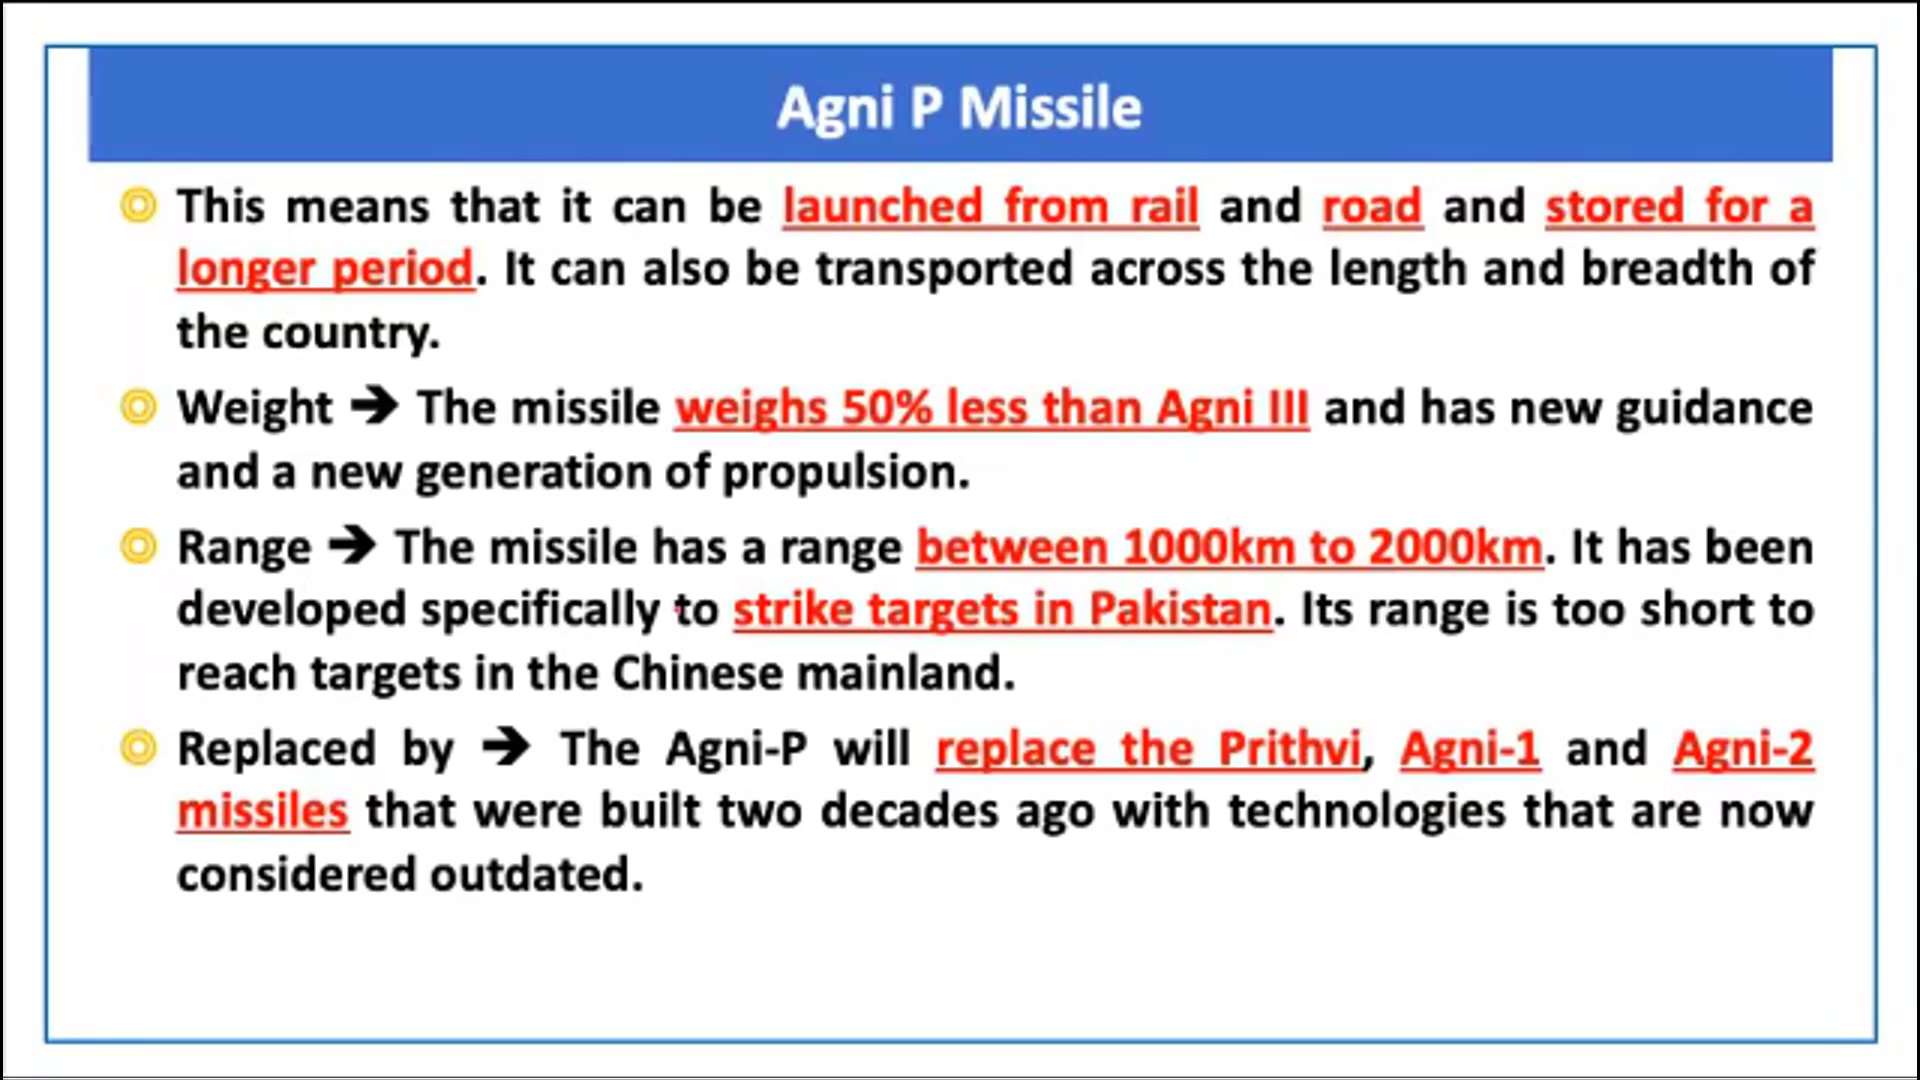 Agni P Missile
This means that it can be launched from rail and road and stored for a
longer period. It can also be transported across the length and breadth of
the country.
Weight ➔ The missile weighs 50% less than Agni III and has new guidance
and a new generation of propulsion.
Range ➔ The missile has a range between 1000km to 2000km. It has been
developed specifically to strike targets in Pakistan. Its range is too short to
reach targets in the Chinese mainland.
Replaced by ➔ The Agni-P will replace the Prithvi, Agni-1 and Agni-2
missiles that were built two decades ago with technologies that are now
considered outdated.